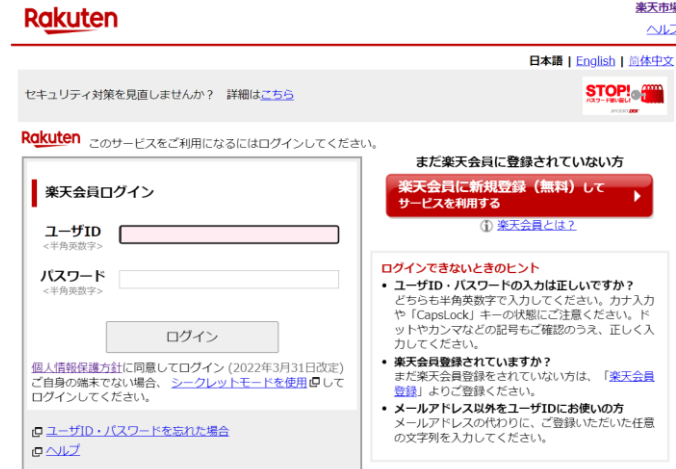 Rakuten
楽天市場
ヘルプ
日本語 | English | 简体中文
セキュリティ対策を見直しませんか？ 詳細はこちら
STOP!
パスワード使い回し!
Rakuten このサービスをご利用になるにはログインしてください。
楽天会員ログイン
ユーザID
<半角英数字>
パスワード
<半角英数字>
ログイン
個人情報保護方針に同意してログイン (2022年3月31日改定)
ご自身の端末でない場合、 シークレットモードを使用して
ログインしてください。
ユーザID・パスワードを忘れた場合
ヘルプ
まだ楽天会員に登録されていない方
楽天会員に新規登録（無料）して
サービスを利用する
楽天会員とは？
ログインできないときのヒント
• ユーザID・パスワードの入力は正しいですか？
どちらも半角英数字で入力してください。カナ入力
や「CapsLock」キーの状態にご注意ください。ド
ットやカンマなどの記号もご確認のうえ、正しく入
力してください。
• 楽天会員登録されていますか？
まだ楽天会員登録をされていない方は、「楽天会員
登録」よりご登録ください。
• メールアドレス以外をユーザIDにお使いの方
メールアドレスの代わりに、ご登録いただいた任意
の文字列を入力してください。